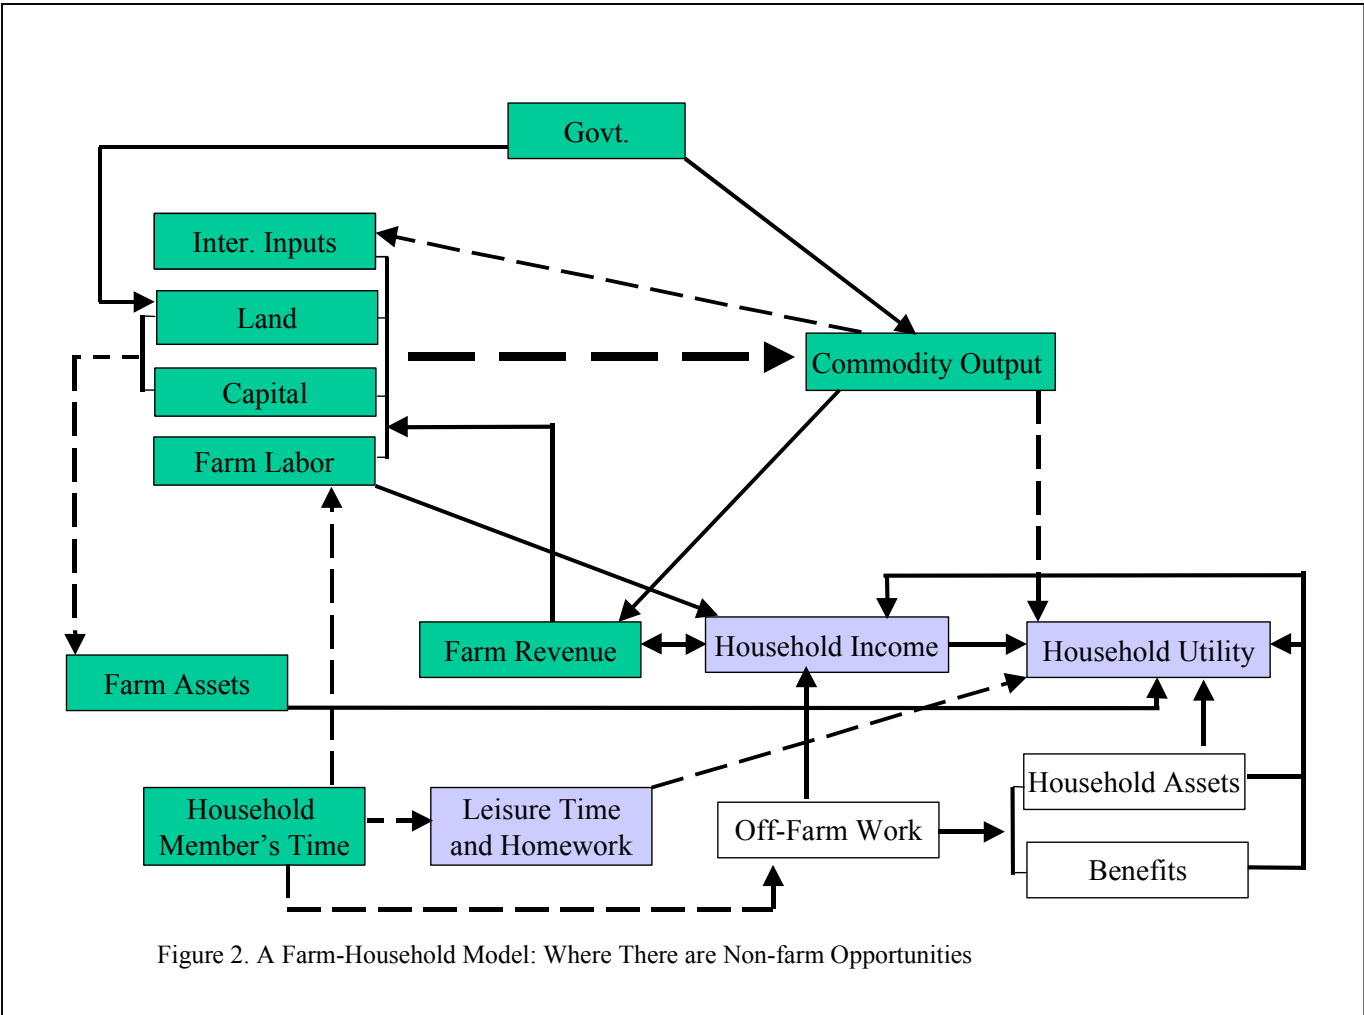 Govt.
Inter. Inputs
Land
Commodity Output
Capital
Farm Labor
Farm Revenue
Household Income
Household Utility
Farm Assets
Household Assets
Household
Member's Time
Leisure Time
and Homework
Off-Farm Work
Benefits
Figure 2. A Farm-Household Model: Where There are Non-farm Opportunities